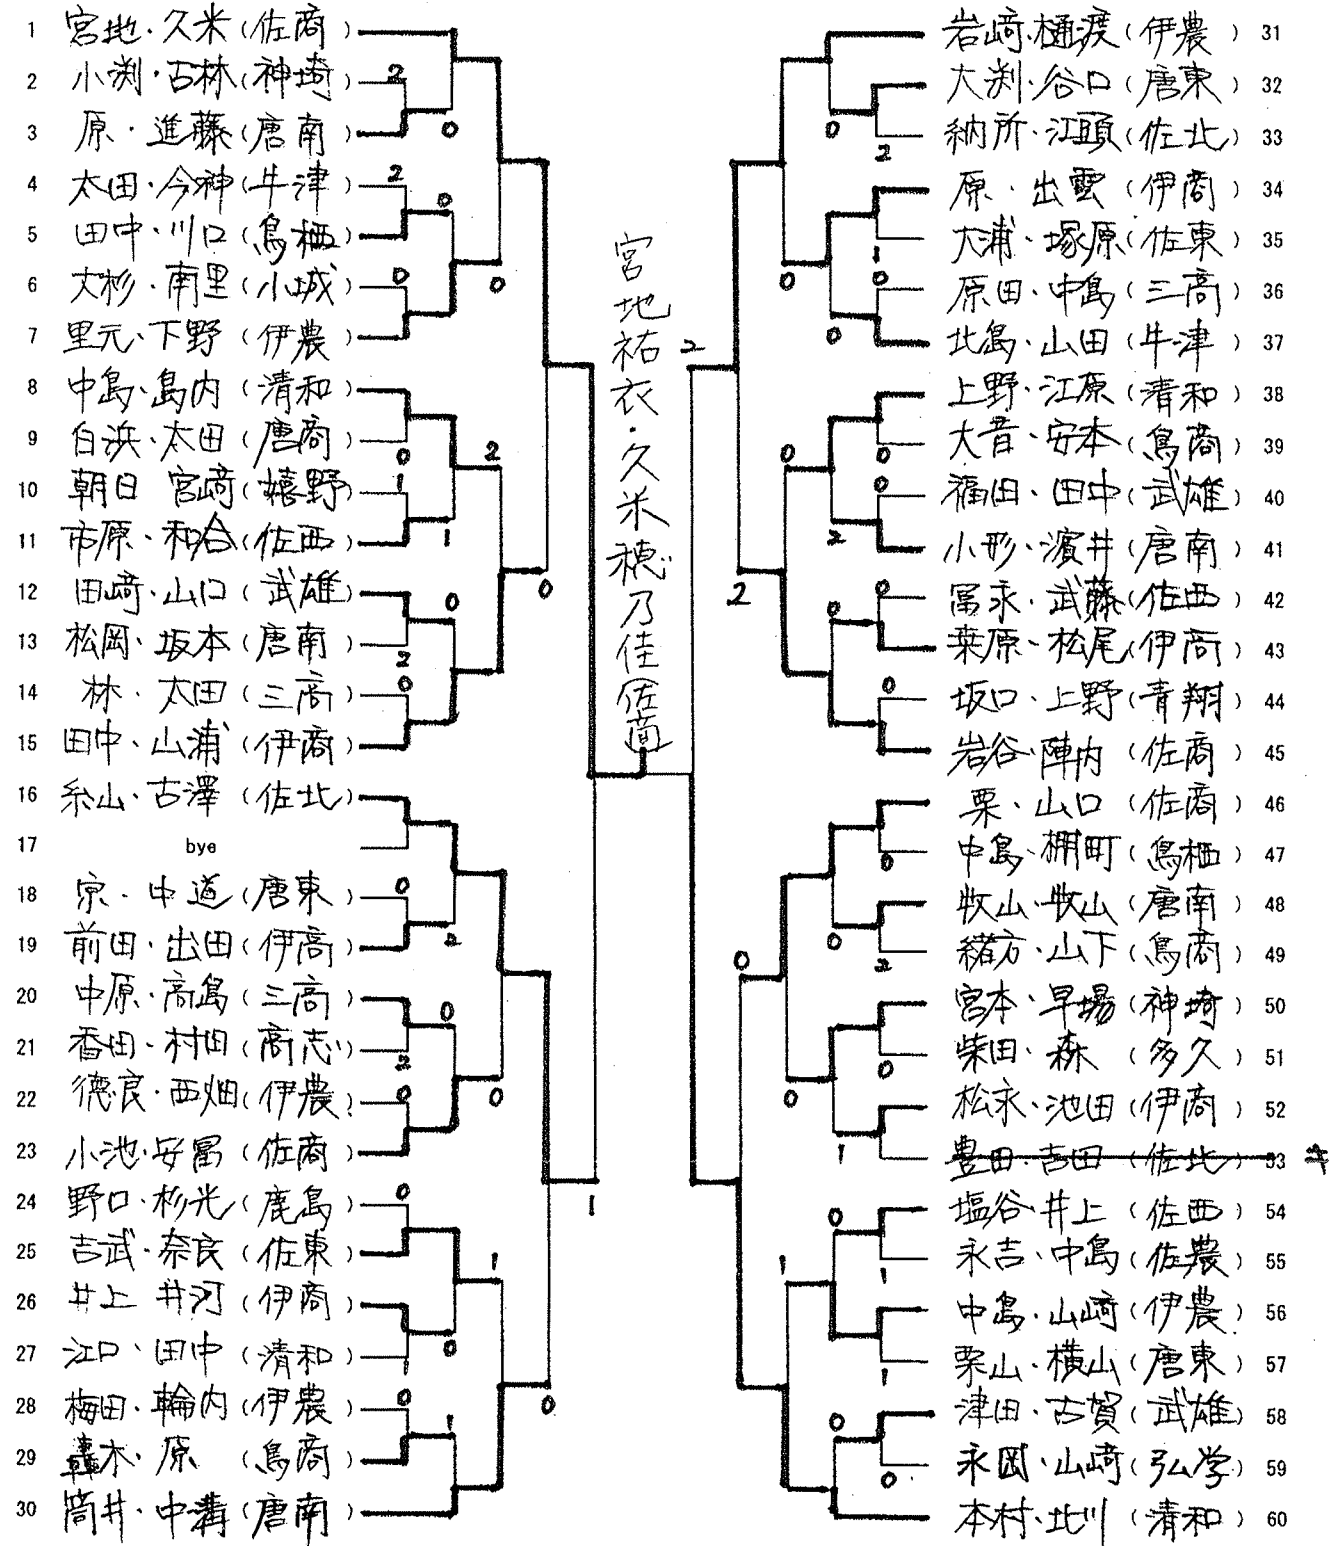 1 宮地・久米(佐商)
2 小渕・古林(神埼)
3 原・進藤(唐南)
4 太田・今神(牛津)
5 田中・川口(鳥栖)
6 大杉・南里(小城)
7 里元・下野(伊農)
8 中島・島内(清和)
9 白浜・太田(唐商)
10 朝日 宮﨑(嬉野)
11 市原・和合(佐西)
12 田﨑・山口(武雄)
13 松岡・坂本(唐南)
14 林・太田(三商)
15 田中・山浦(伊商)
16 糸山・古澤(佐北)
17 bye
18 宗・中道(唐東)
19 前田・出田(伊商)
20 中原・高島(三商)
21 香田・村田(高志)
22 德良・西畑(伊農)
23 小池・安冨(佐商)
24 野口・杉光(鹿島)
25 吉武・奈良(佐東)
26 井上 井河(伊商)
27 江口・田中(清和)
28 梅田・輪内(伊農)
29 轟木・原(鳥商)
30 筒井・中溝(唐南)
宮地祐衣・久米穂乃佳(佐商)
岩﨑・樋渡(伊農) 31
大渕・谷口(唐東) 32
納所・江頭(佐北) 33
原・出雲(伊商) 34
大浦・塚原(佐東) 35
原田・中島(三商) 36
北島・山田(牛津) 37
上野・江原(清和) 38
大音・安本(鳥商) 39
福田・田中(武雄) 40
小形・濵井(唐南) 41
冨永・武藤(佐西) 42
桒原・松尾(伊商) 43
坂口・上野(青翔) 44
岩谷・陣内(佐商) 45
栗・山口(佐商) 46
中島・棚町(鳥栖) 47
牧山・牧山(唐南) 48
緒方・山下(鳥商) 49
宮本・早場(神埼) 50
柴田・森(多久) 51
松永・池田(伊商) 52
豊田・吉田(佐北) 53 キ
塩谷・井上(佐西) 54
永吉・中島(佐農) 55
中島・山﨑(伊農) 56
栗山・横山(唐東) 57
津田・古賀(武雄) 58
永岡・山﨑(弘学) 59
本村・北川(清和) 60